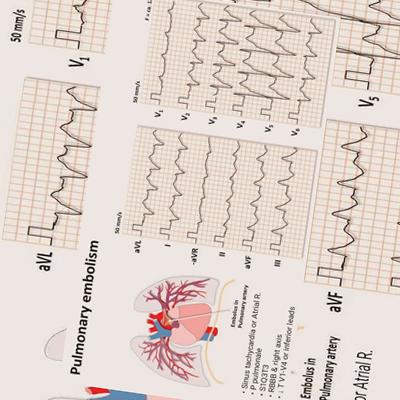 Pulmonary embolism
50 mm/s
V1
aVL
50 mm/s
V1
V2
V3
V4
V5
V6
50 mm/s
aVL
I
-aVR
II
aVF
III
V5
aVF
Embolus in
Pulmonary artery
· Sinus tachycardia or Atrial R.
· P pulmonale
· S1Q3T3
· RBBB & right axis
· ↓ T V1-V4 or inferior leads
Embolus in
Pulmonary artery
or Atrial R.